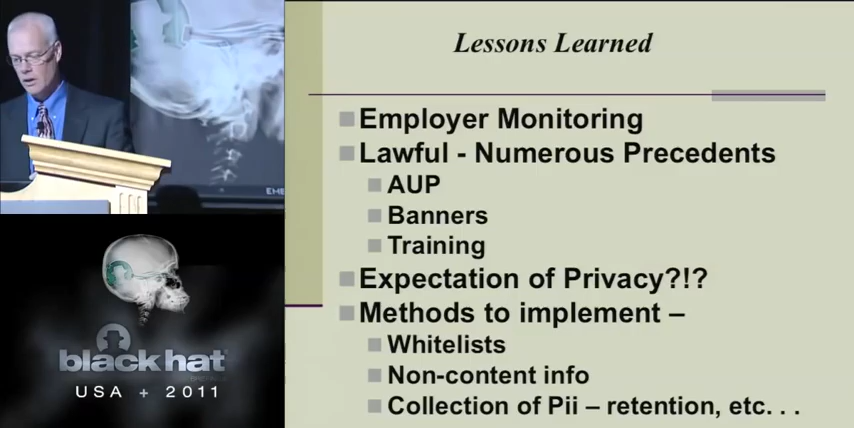 Lessons Learned
Employer Monitoring
Lawful - Numerous Precedents
AUP
Banners
Training
Expectation of Privacy?!?
Methods to implement –
Whitelists
Non-content info
Collection of Pii – retention, etc. . .
EME
black hat
USA + 2011